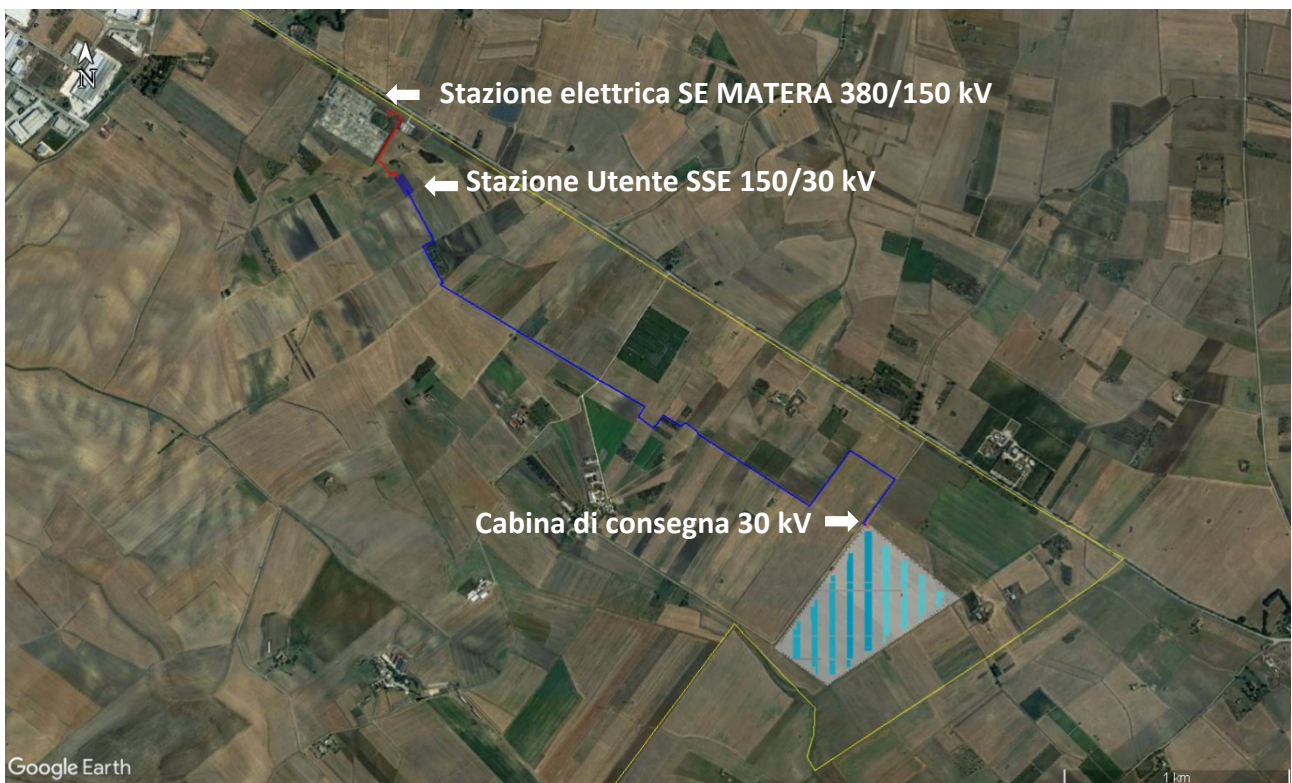 N
Stazione elettrica SE MATERA 380/150 kV
Stazione Utente SSE 150/30 kV
Cabina di consegna 30 kV
Google Earth
1 km